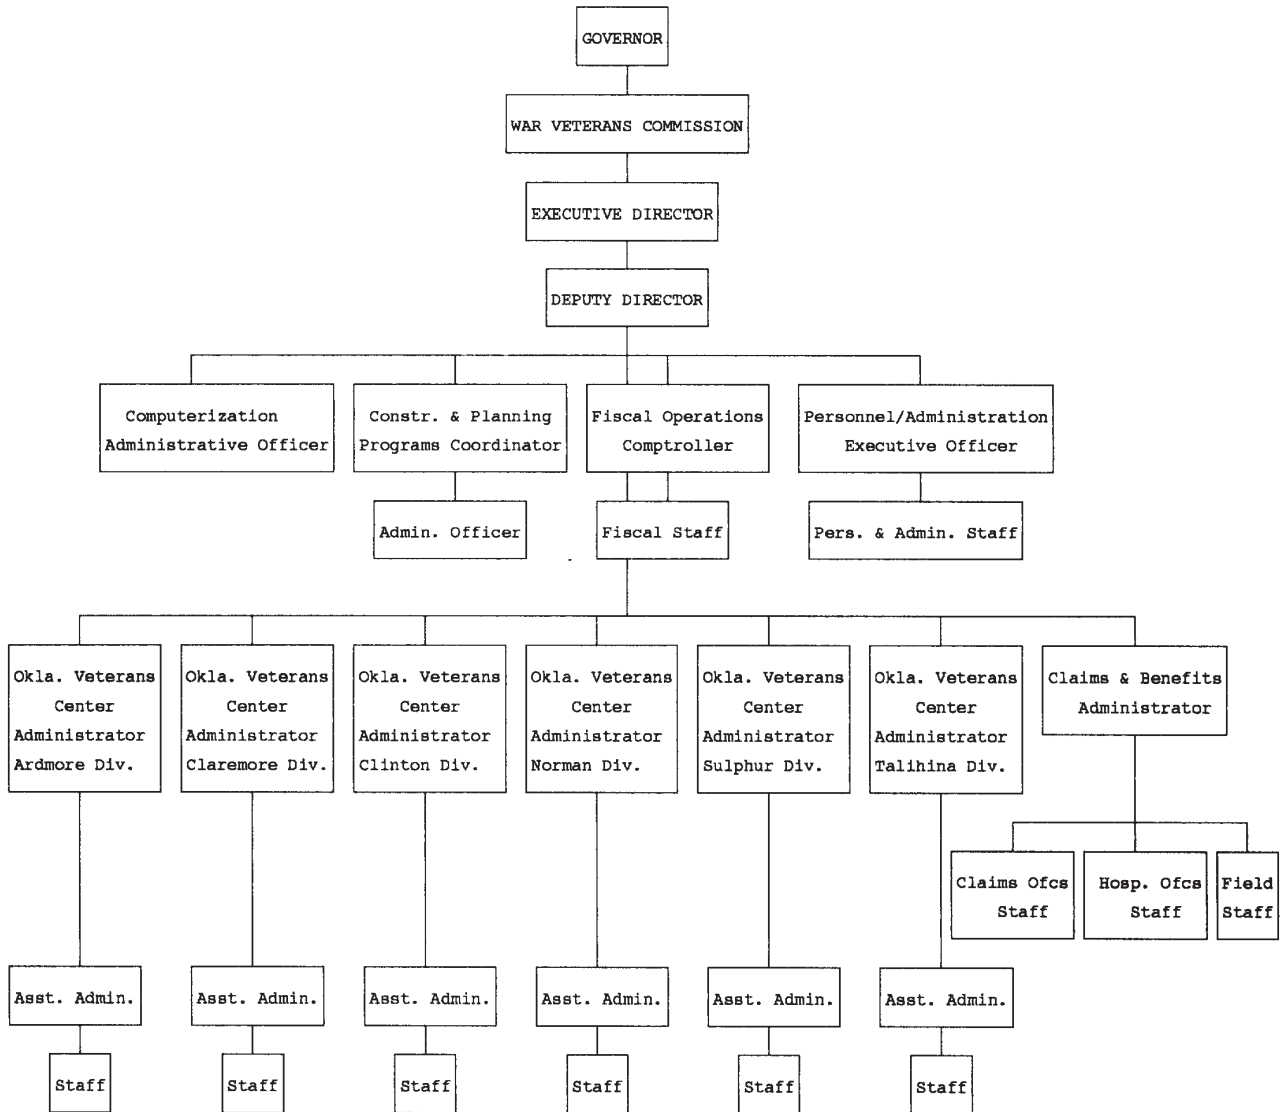 GOVERNOR
WAR VETERANS COMMISSION
EXECUTIVE DIRECTOR
DEPUTY DIRECTOR
Computerization
Administrative Officer
Constr. & Planning
Programs Coordinator
Fiscal Operations
Comptroller
Personnel/Administration
Executive Officer
Admin. Officer
Fiscal Staff
Pers. & Admin. Staff
Okla. Veterans
Center
Administrator
Ardmore Div.
Okla. Veterans
Center
Administrator
Claremore Div.
Okla. Veterans
Center
Administrator
Clinton Div.
Okla. Veterans
Center
Administrator
Norman Div.
Okla. Veterans
Center
Administrator
Sulphur Div.
Okla. Veterans
Center
Administrator
Talihina Div.
Claims & Benefits
Administrator
Claims Ofcs
Staff
Hosp. Ofcs
Staff
Field
Staff
Asst. Admin.
Asst. Admin.
Asst. Admin.
Asst. Admin.
Asst. Admin.
Asst. Admin.
Staff
Staff
Staff
Staff
Staff
Staff